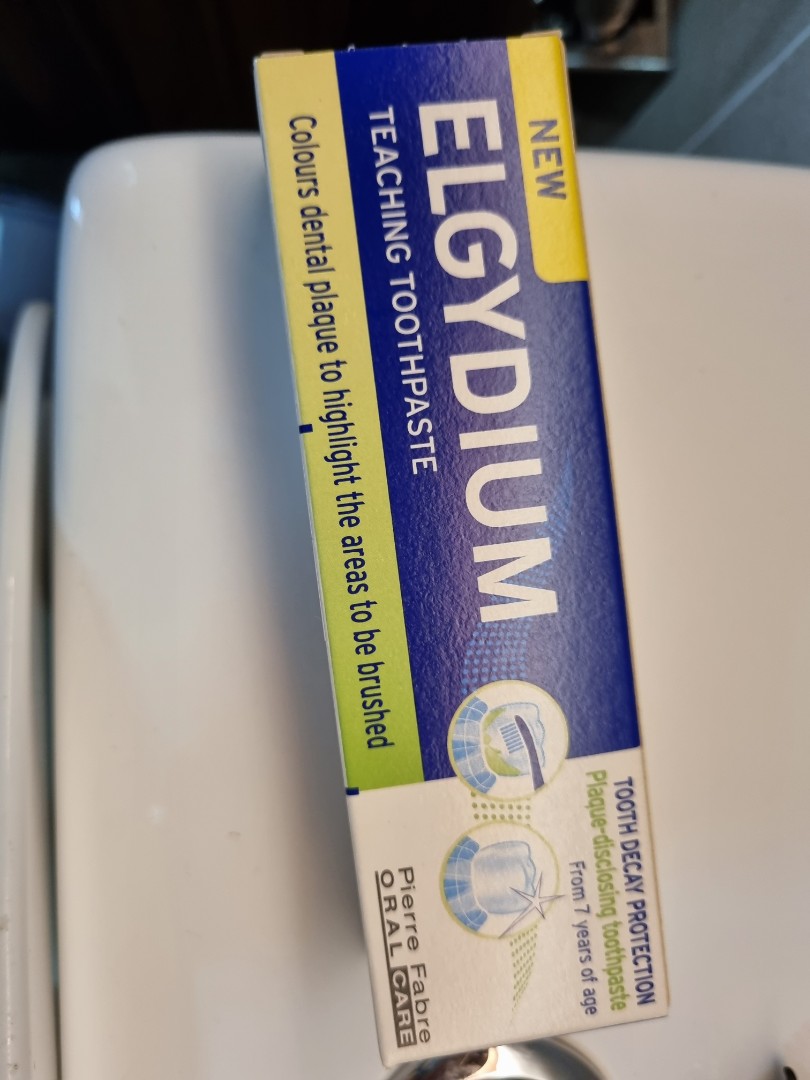 NEW
ELGYDIUM
TEACHING TOOTHPASTE
Colours dental plaque to highlight the areas to be brushed
TOOTH DECAY PROTECTION
Plaque-disclosing toothpaste
From 7 years of age
Pierre Fabre
ORAL CARE